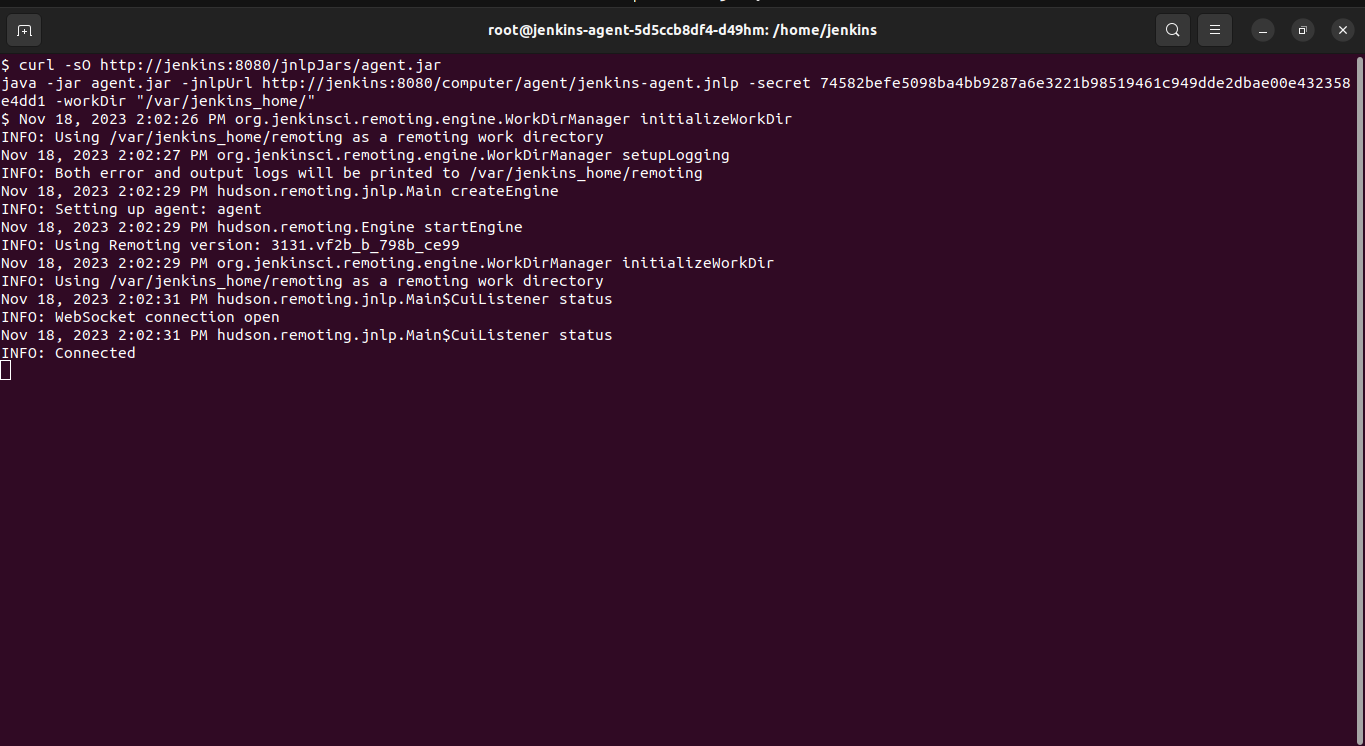 root@jenkins-agent-5d5ccb8df4-d49hm: /home/jenkins
$ curl -sO http://jenkins:8080/jnlpJars/agent.jar
java -jar agent.jar -jnlpUrl http://jenkins:8080/computer/agent/jenkins-agent.jnlp -secret 74582befe5098ba4bb9287a6e3221b98519461c949dde2dbae00e432358
e4dd1 -workDir "/var/jenkins_home/"
$ Nov 18, 2023 2:02:26 PM org.jenkinsci.remoting.engine.WorkDirManager initializeWorkDir
INFO: Using /var/jenkins_home/remoting as a remoting work directory
Nov 18, 2023 2:02:27 PM org.jenkinsci.remoting.engine.WorkDirManager setupLogging
INFO: Both error and output logs will be printed to /var/jenkins_home/remoting
Nov 18, 2023 2:02:29 PM hudson.remoting.jnlp.Main createEngine
INFO: Setting up agent: agent
Nov 18, 2023 2:02:29 PM hudson.remoting.Engine startEngine
INFO: Using Remoting version: 3131.vf2b_b_798b_ce99
Nov 18, 2023 2:02:29 PM org.jenkinsci.remoting.engine.WorkDirManager initializeWorkDir
INFO: Using /var/jenkins_home/remoting as a remoting work directory
Nov 18, 2023 2:02:31 PM hudson.remoting.jnlp.Main$CuiListener status
INFO: WebSocket connection open
Nov 18, 2023 2:02:31 PM hudson.remoting.jnlp.Main$CuiListener status
INFO: Connected